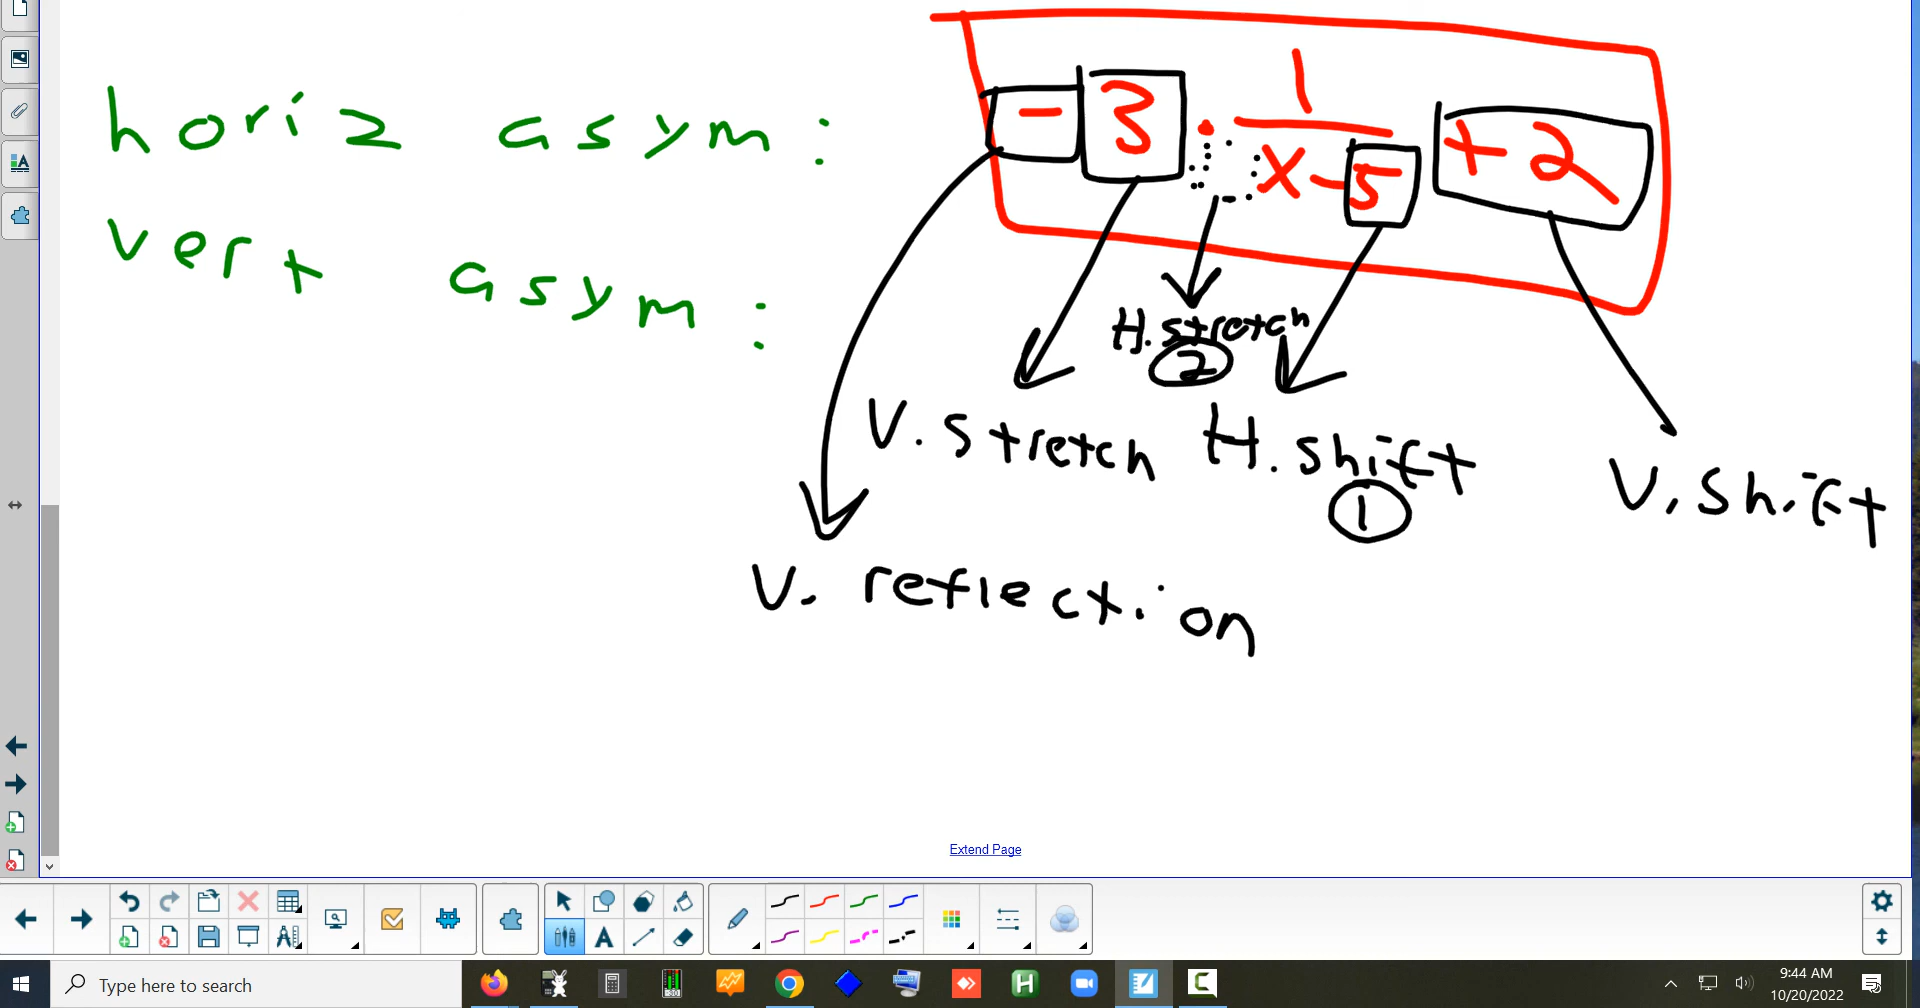 horiz asym:
vert asym:
- 3 · 1/(x-5) + 2
H. stretch
2
V. stretch
H. shift
1
V. shift
V. reflection
Extend Page
Type here to search
9:44 AM
10/20/2022